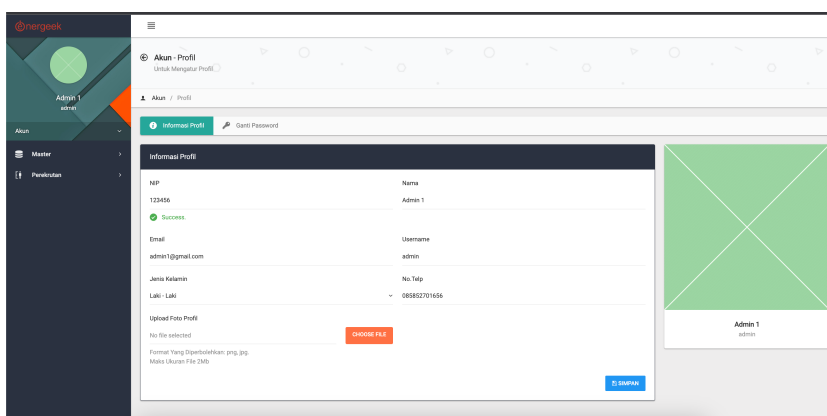 energeek
Admin 1
admin
Akun
Master
Perekrutan
Akun - Profil
Untuk Mengatur Profil
Akun / Profil
Informasi Profil
Ganti Password
Informasi Profil
NIP
Nama
123456
Admin 1
Success
Email
Username
admin1@gmail.com
admin
Jenis Kelamin
No.Telp
Laki - Laki
085852701656
Upload Foto Profil
No file selected
CHOOSE FILE
Format Yang Diperbolehkan: png, jpg.
Maks Ukuran File 2Mb
SIMPAN
Admin 1
admin